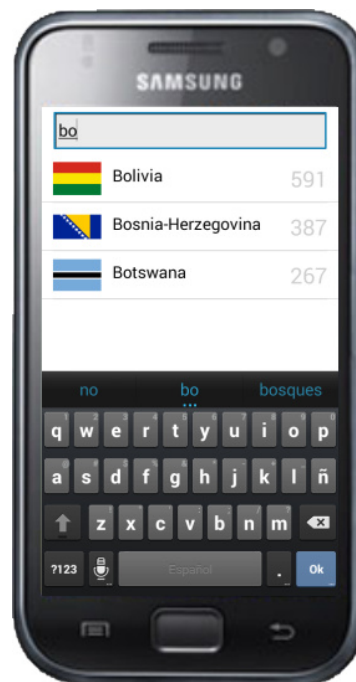 SAMSUNG
bo
Bolivia 591
Bosnia-Herzegovina 387
Botswana 267
no bo bosques
q w e r t y u i o p
a s d f g h j k l ñ
z x c v b n m
?123 Español . Ok